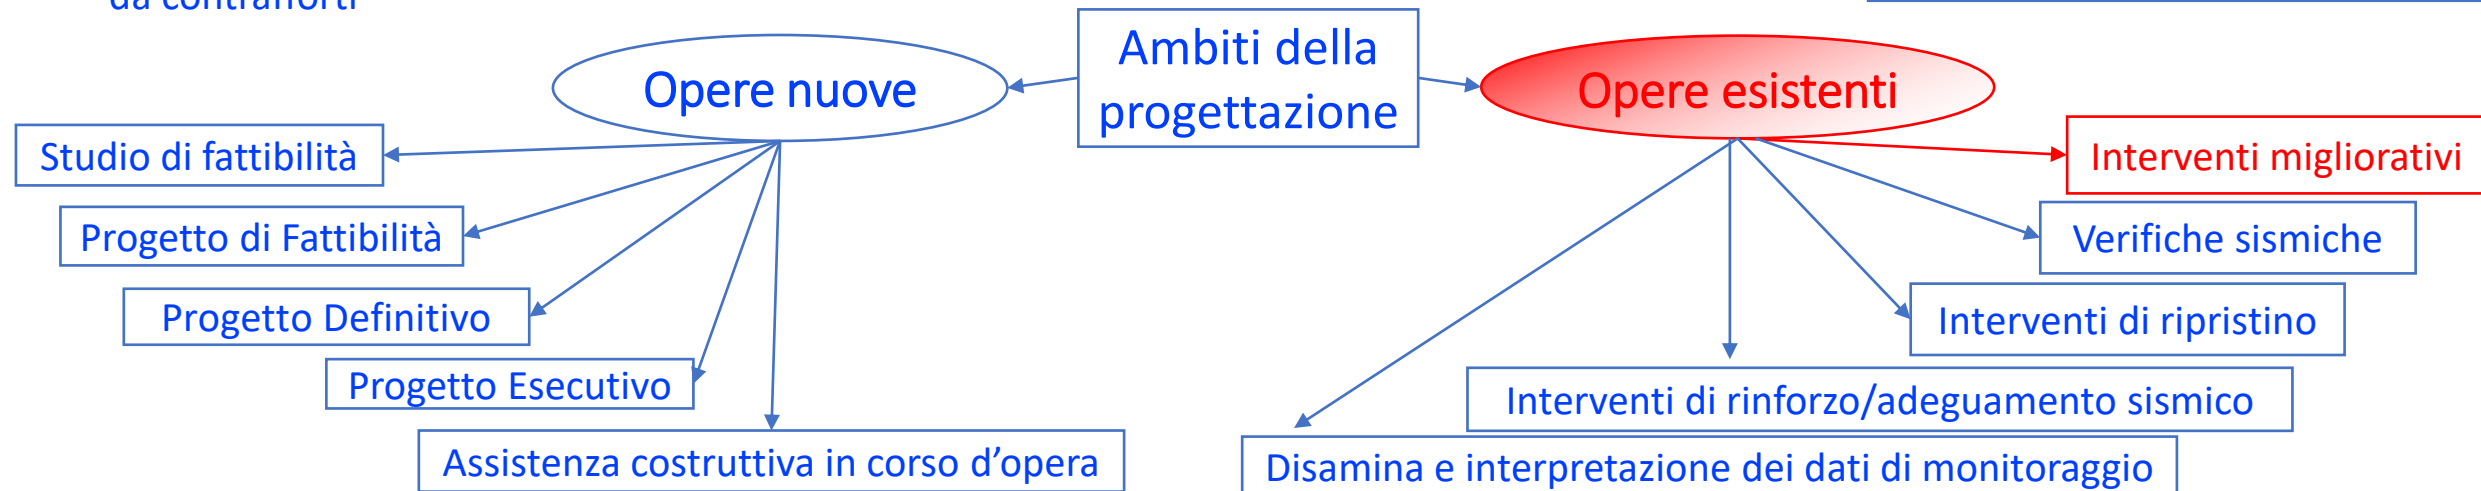 da contrafforti
Ambiti della
progettazione
Opere nuove
Opere esistenti
Studio di fattibilità
Progetto di Fattibilità
Progetto Definitivo
Progetto Esecutivo
Assistenza costruttiva in corso d’opera
Interventi migliorativi
Verifiche sismiche
Interventi di ripristino
Interventi di rinforzo/adeguamento sismico
Disamina e interpretazione dei dati di monitoraggio